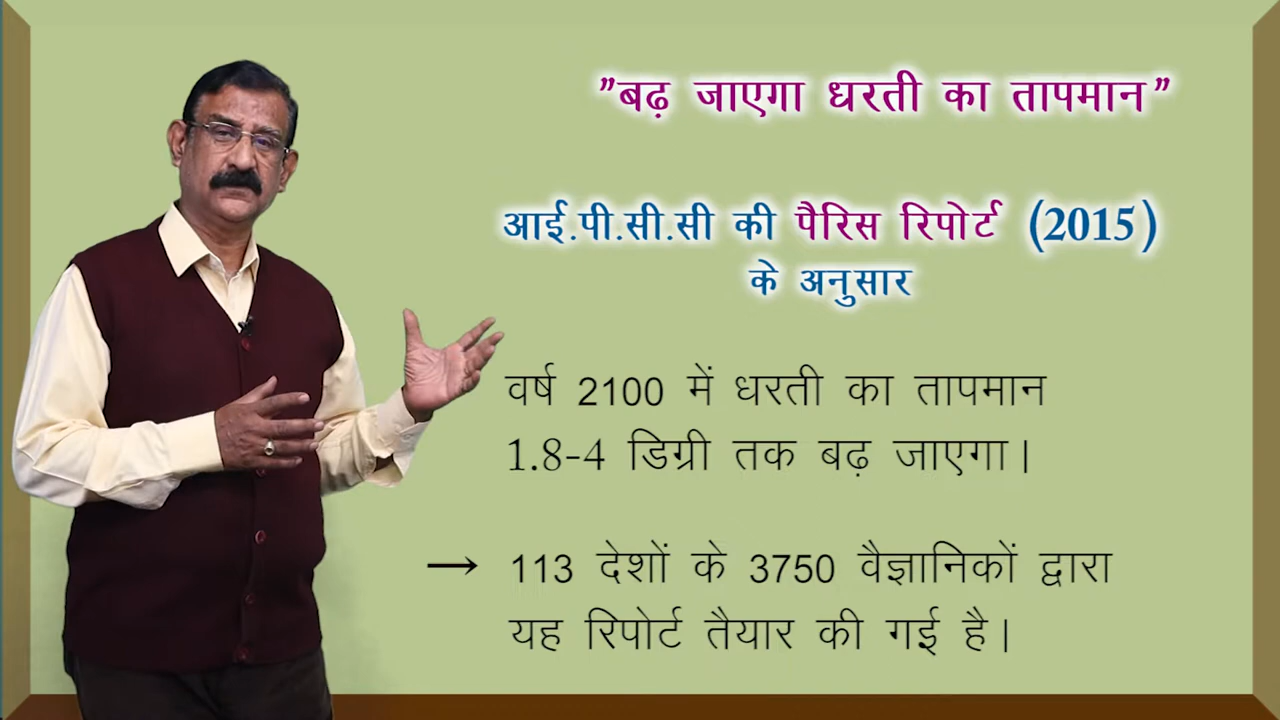 "बढ़ जाएगा धरती का तापमान"
आई.पी.सी.सी की पैरिस रिपोर्ट (2015)
के अनुसार
वर्ष 2100 में धरती का तापमान
1.8-4 डिग्री तक बढ़ जाएगा।
→ 113 देशों के 3750 वैज्ञानिकों द्वारा
यह रिपोर्ट तैयार की गई है।